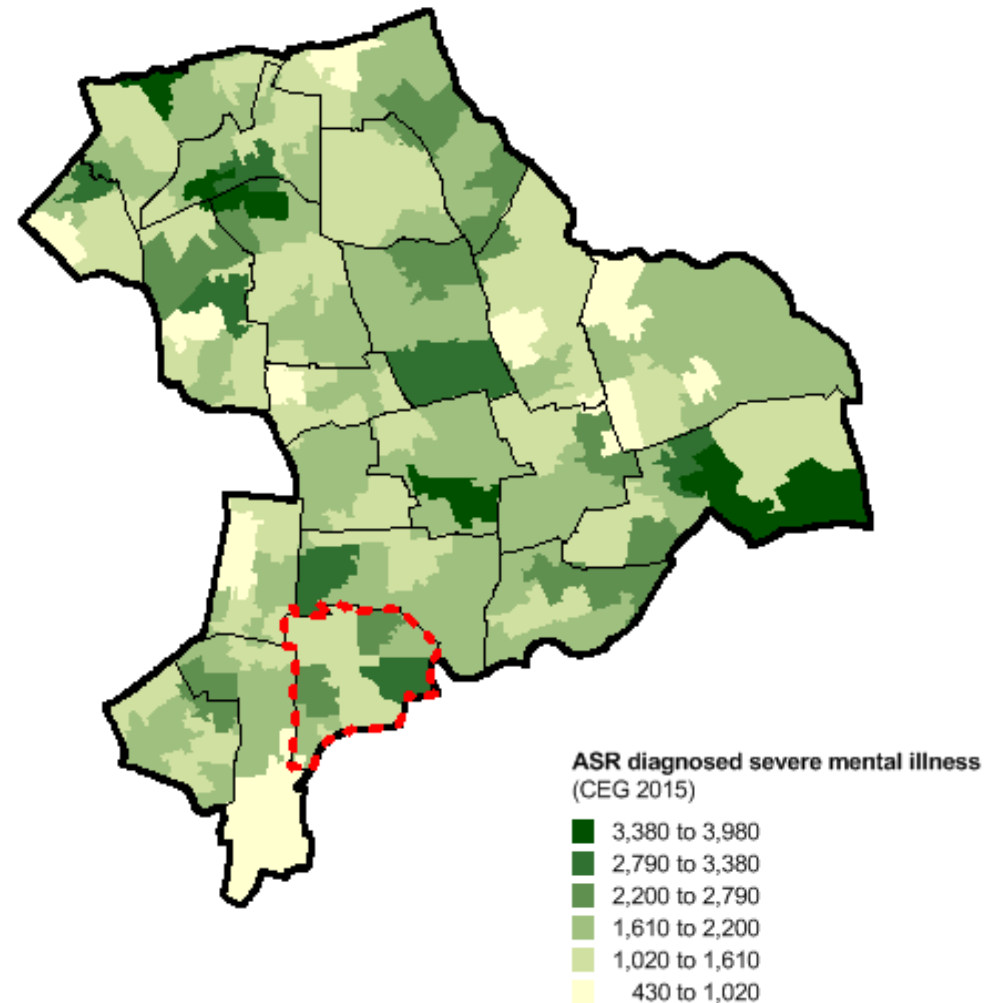 ASR diagnosed severe mental illness
(CEG 2015)
3,380 to 3,980
2,790 to 3,380
2,200 to 2,790
1,610 to 2,200
1,020 to 1,610
430 to 1,020